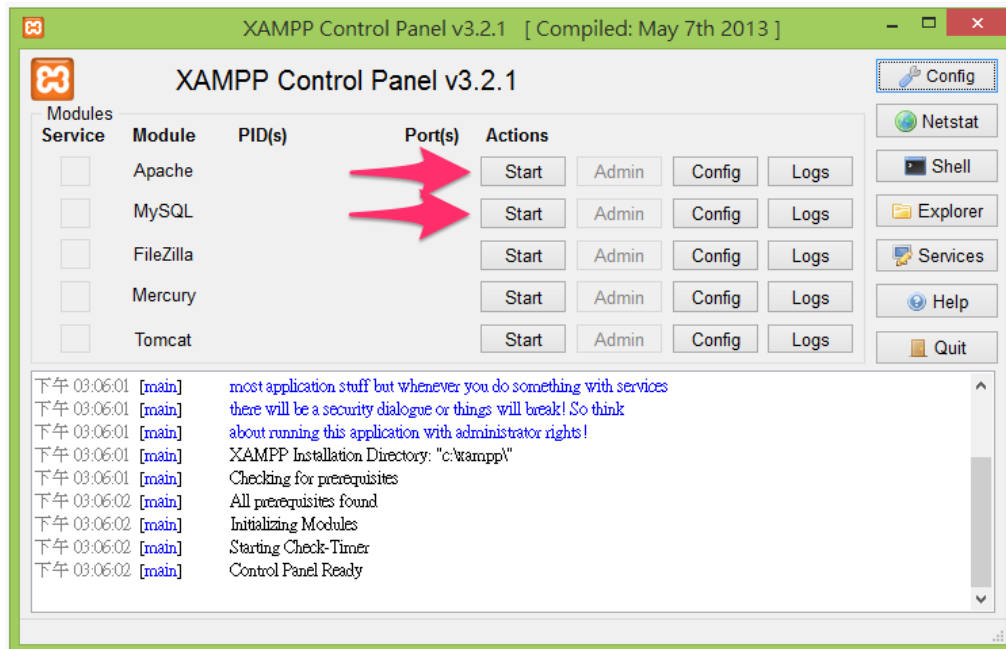 XAMPP Control Panel v3.2.1 [ Compiled: May 7th 2013 ]
XAMPP Control Panel v3.2.1
Config
Modules
Service Module PID(s) Port(s) Actions
Netstat
Apache Start Admin Config Logs
Shell
MySQL Start Admin Config Logs
Explorer
FileZilla Start Admin Config Logs
Services
Mercury Start Admin Config Logs
Help
Tomcat Start Admin Config Logs
Quit
下午 03:06:01 [main] most application stuff but whenever you do something with services
下午 03:06:01 [main] there will be a security dialogue or things will break! So think
下午 03:06:01 [main] about running this application with administrator rights!
下午 03:06:01 [main] XAMPP Installation Directory: "c:\xampp\"
下午 03:06:01 [main] Checking for prerequisites
下午 03:06:02 [main] All prerequisites found
下午 03:06:02 [main] Initializing Modules
下午 03:06:02 [main] Starting Check-Timer
下午 03:06:02 [main] Control Panel Ready